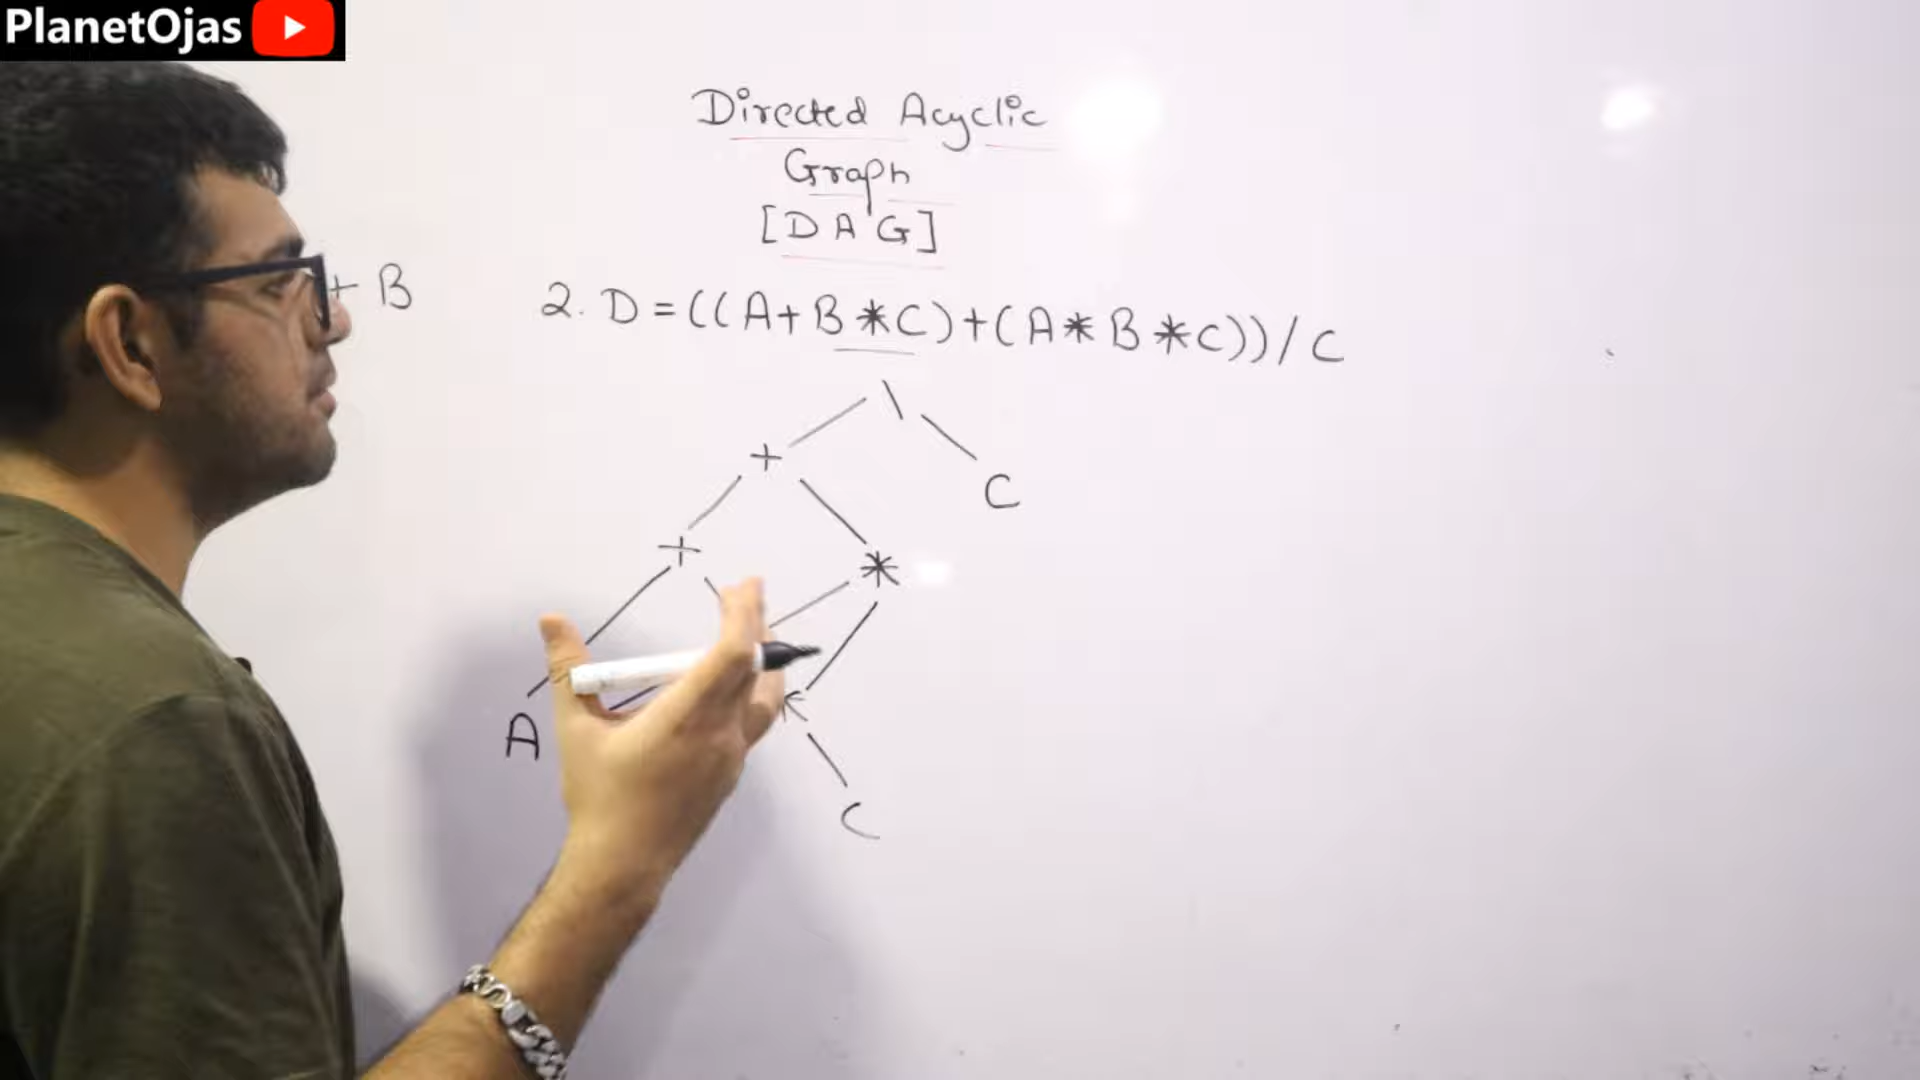 PlanetOjas
Directed Acyclic
Graph
[DAG]
+ B
2. D = ((A+B*C)+(A*B*C))/C
\
+
C
+
*
A
C